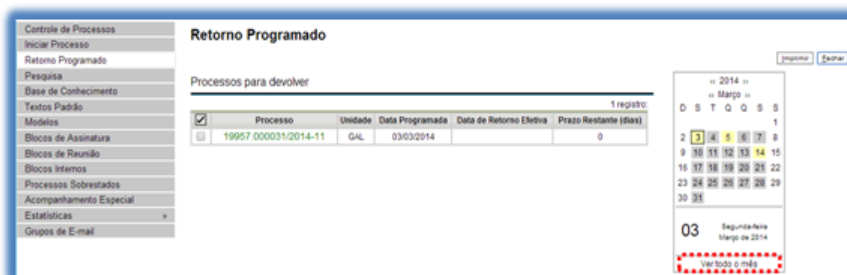 Controle de Processos
Iniciar Processo
Retorno Programado
Pesquisa
Base de Conhecimento
Textos Padrão
Modelos
Blocos de Assinatura
Blocos de Reunião
Blocos Internos
Processos Sobrestados
Acompanhamento Especial
Estatísticas »
Grupos de E-mail
Retorno Programado
Imprimir Fechar
Processos para devolver
1 registro:
Processo Unidade Data Programada Data de Retorno Efetiva Prazo Restante (dias)
19957.000031/2014-11 GAL 03/03/2014 0
‹‹ 2014 ››
‹‹ Março ››
D S T Q Q S S
1
2 3 4 5 6 7 8
9 10 11 12 13 14 15
16 17 18 19 20 21 22
23 24 25 26 27 28 29
30 31
03 Segunda-feira
Março de 2014
Ver todo o mês